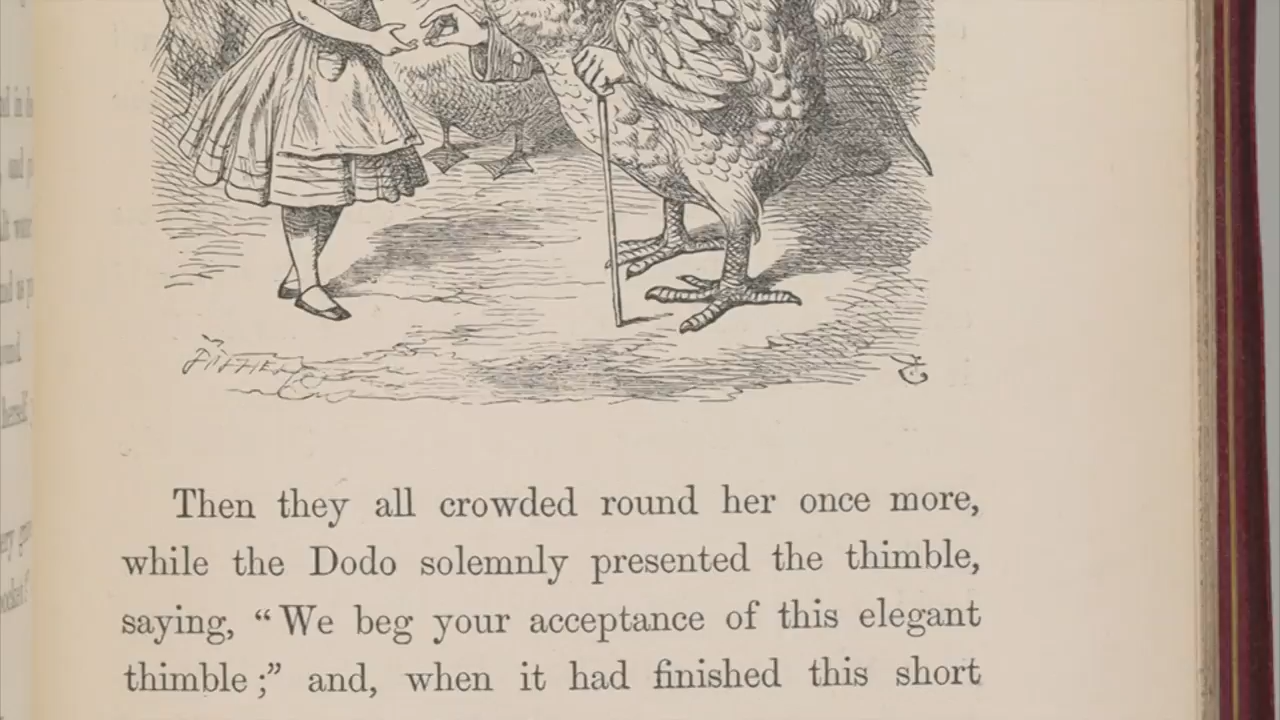 Then they all crowded round her once more,
while the Dodo solemnly presented the thimble,
saying, “We beg your acceptance of this elegant
thimble;” and, when it had finished this short